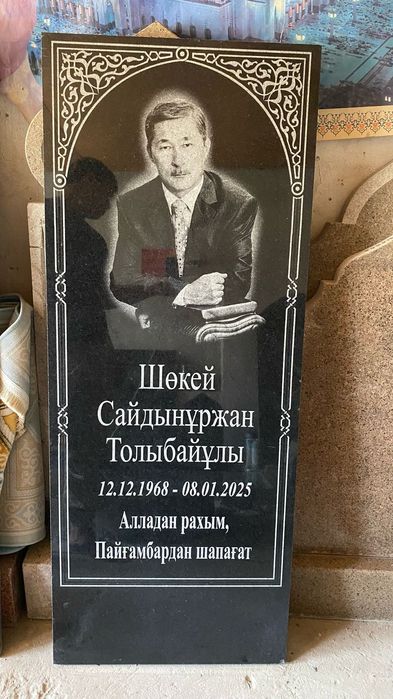 Шөкей
Сайдынұржан
Толыбайұлы
12.12.1968 - 08.01.2025
Алладан рахым,
Пайғамбардан шапағат